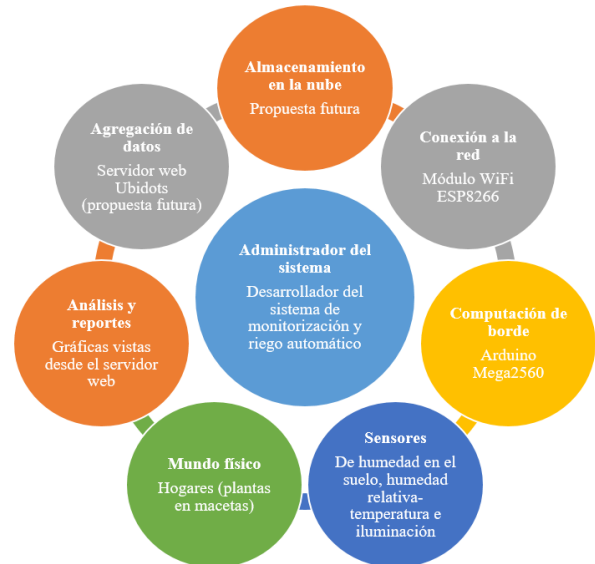 Almacenamiento
en la nube
Propuesta futura
Agregación de
datos
Servidor web
Ubidots
(propuesta futura)
Conexión a la
red
Módulo WiFi
ESP8266
Administrador del
sistema
Desarrollador del
sistema de
monitorización y
riego automático
Análisis y
reportes
Gráficas vistas
desde el servidor
web
Computación de
borde
Arduino
Mega2560
Mundo físico
Hogares (plantas
en macetas)
Sensores
De humedad en el
suelo, humedad
relativa-
temperatura e
iluminación